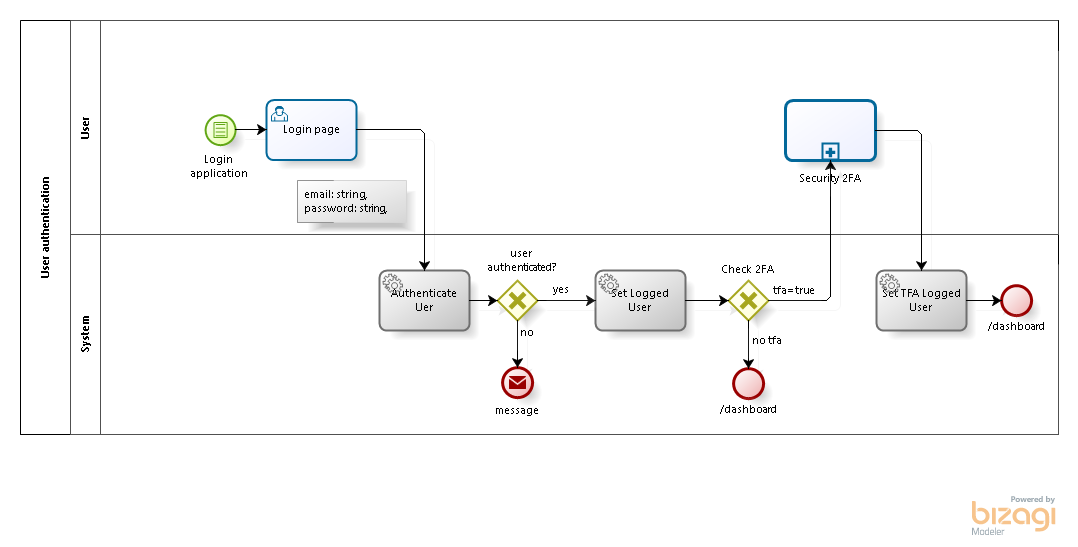 User authentication
User
Login page
Login
application
email: string,
password: string,
Security 2FA
System
user
authenticated?
Authenticate
Uer
yes
no
message
Set Logged
User
Check 2FA
tfa=true
no tfa
/dashboard
Set TFA Logged
User
/dashboard
Powered by
bizagi
Modeler